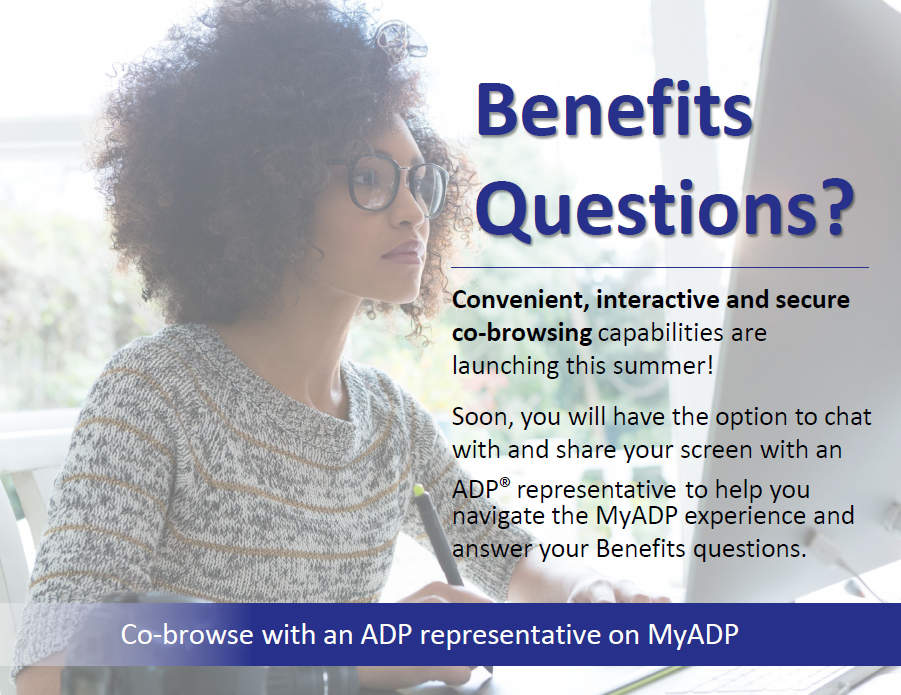 Benefits
Questions?
Convenient, interactive and secure
co-browsing capabilities are
launching this summer!
Soon, you will have the option to chat
with and share your screen with an
ADP® representative to help you
navigate the MyADP experience and
answer your Benefits questions.
Co-browse with an ADP representative on MyADP